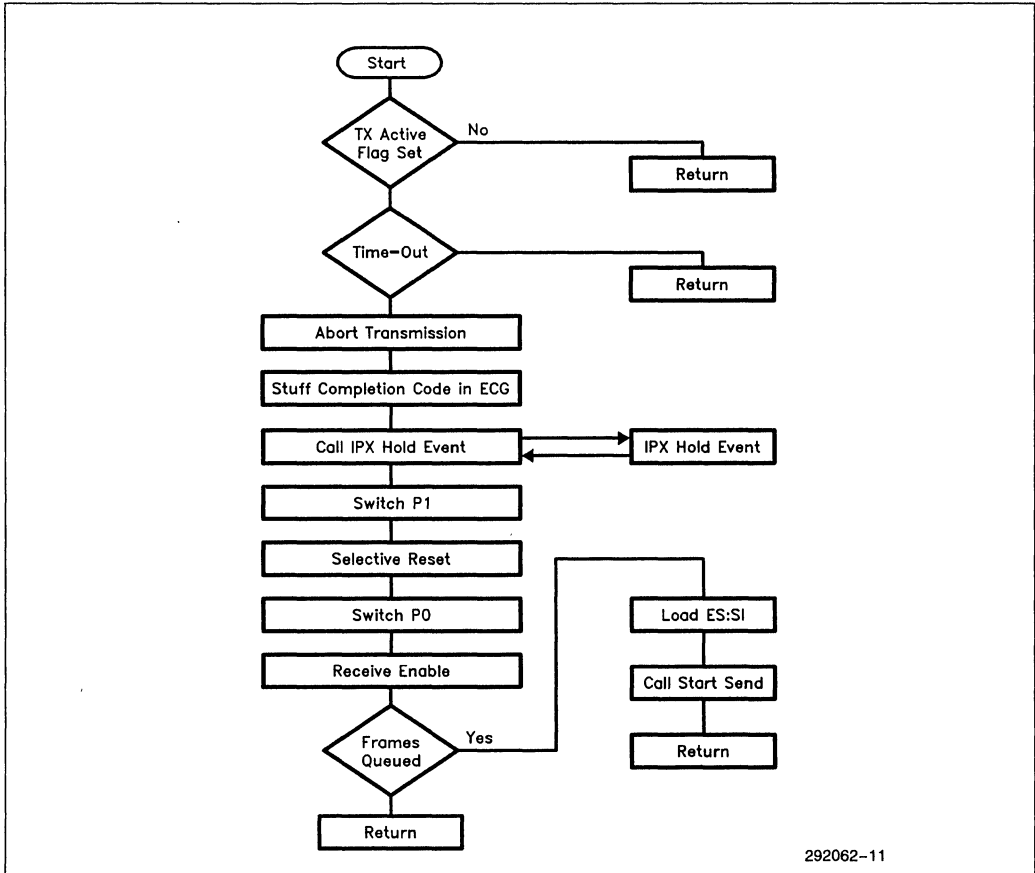 Start
TX Active
Flag Set
No
Return
Time-Out
Return
Abort Transmission
Stuff Completion Code in ECG
Call IPX Hold Event
IPX Hold Event
Switch P1
Selective Reset
Switch P0
Receive Enable
Frames
Queued
Yes
Load ES:SI
Call Start Send
Return
Return
292062-11